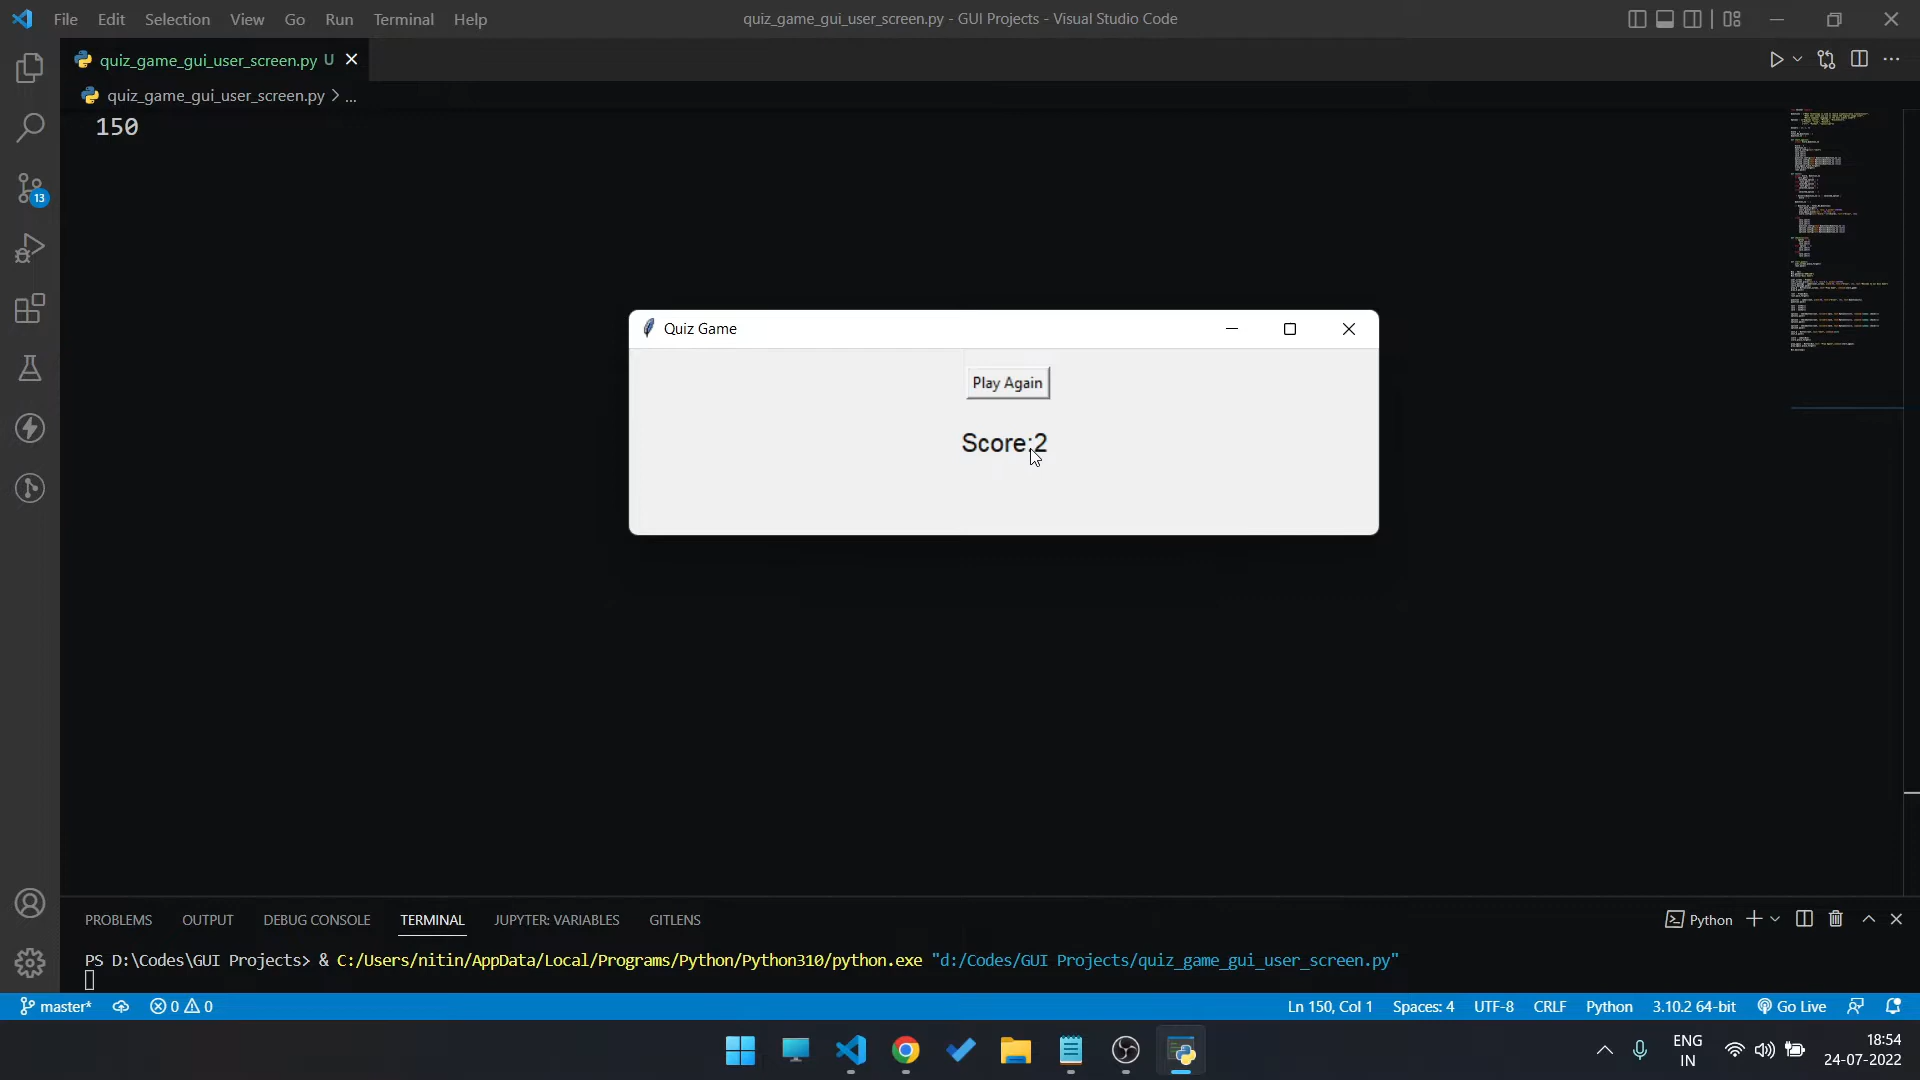 File Edit Selection View Go Run Terminal Help
quiz_game_gui_user_screen.py - GUI Projects - Visual Studio Code
quiz_game_gui_user_screen.py U
quiz_game_gui_user_screen.py > ...
150
13
Quiz Game
Play Again
Score:2
PROBLEMS OUTPUT DEBUG CONSOLE TERMINAL JUPYTER: VARIABLES GITLENS
Python
PS D:\Codes\GUI Projects> & C:/Users/nitin/AppData/Local/Programs/Python/Python310/python.exe "d:/Codes/GUI Projects/quiz_game_gui_user_screen.py"
master* 0 0 Ln 150, Col 1 Spaces: 4 UTF-8 CRLF Python 3.10.2 64-bit Go Live
ENG
IN
18:54
24-07-2022